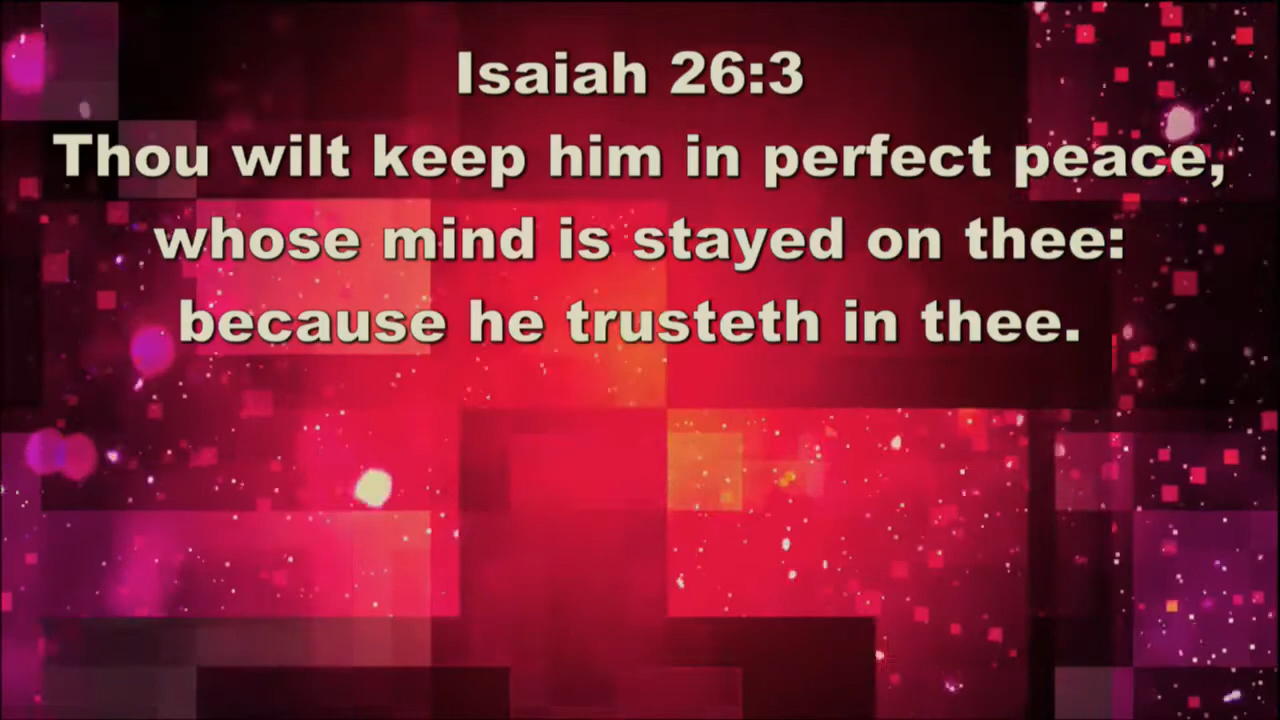 Isaiah 26:3
Thou wilt keep him in perfect peace,
whose mind is stayed on thee:
because he trusteth in thee.